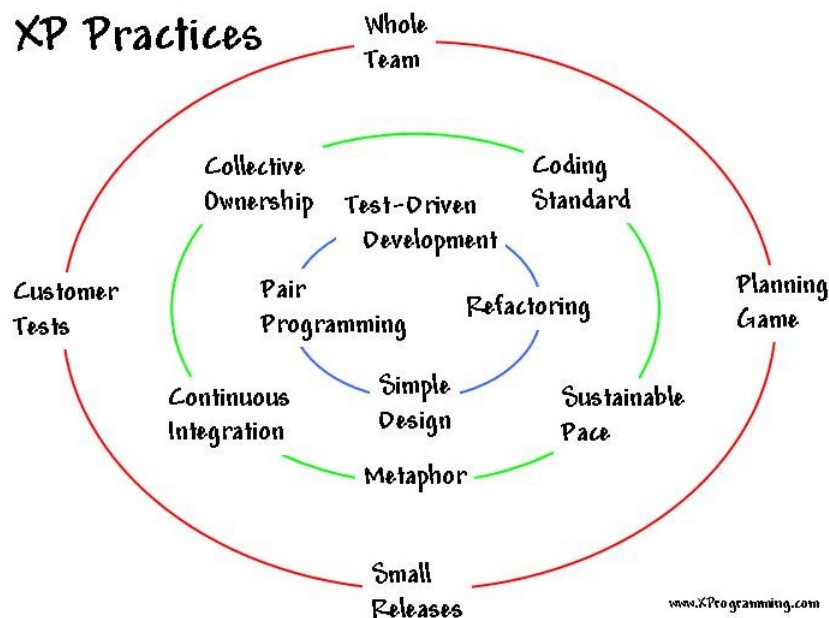 XP Practices
Whole
Team
Collective
Ownership
Coding
Standard
Test-Driven
Development
Customer
Tests
Pair
Programming
Refactoring
Planning
Game
Continuous
Integration
Simple
Design
Sustainable
Pace
Metaphor
Small
Releases
www.XProgramming.com